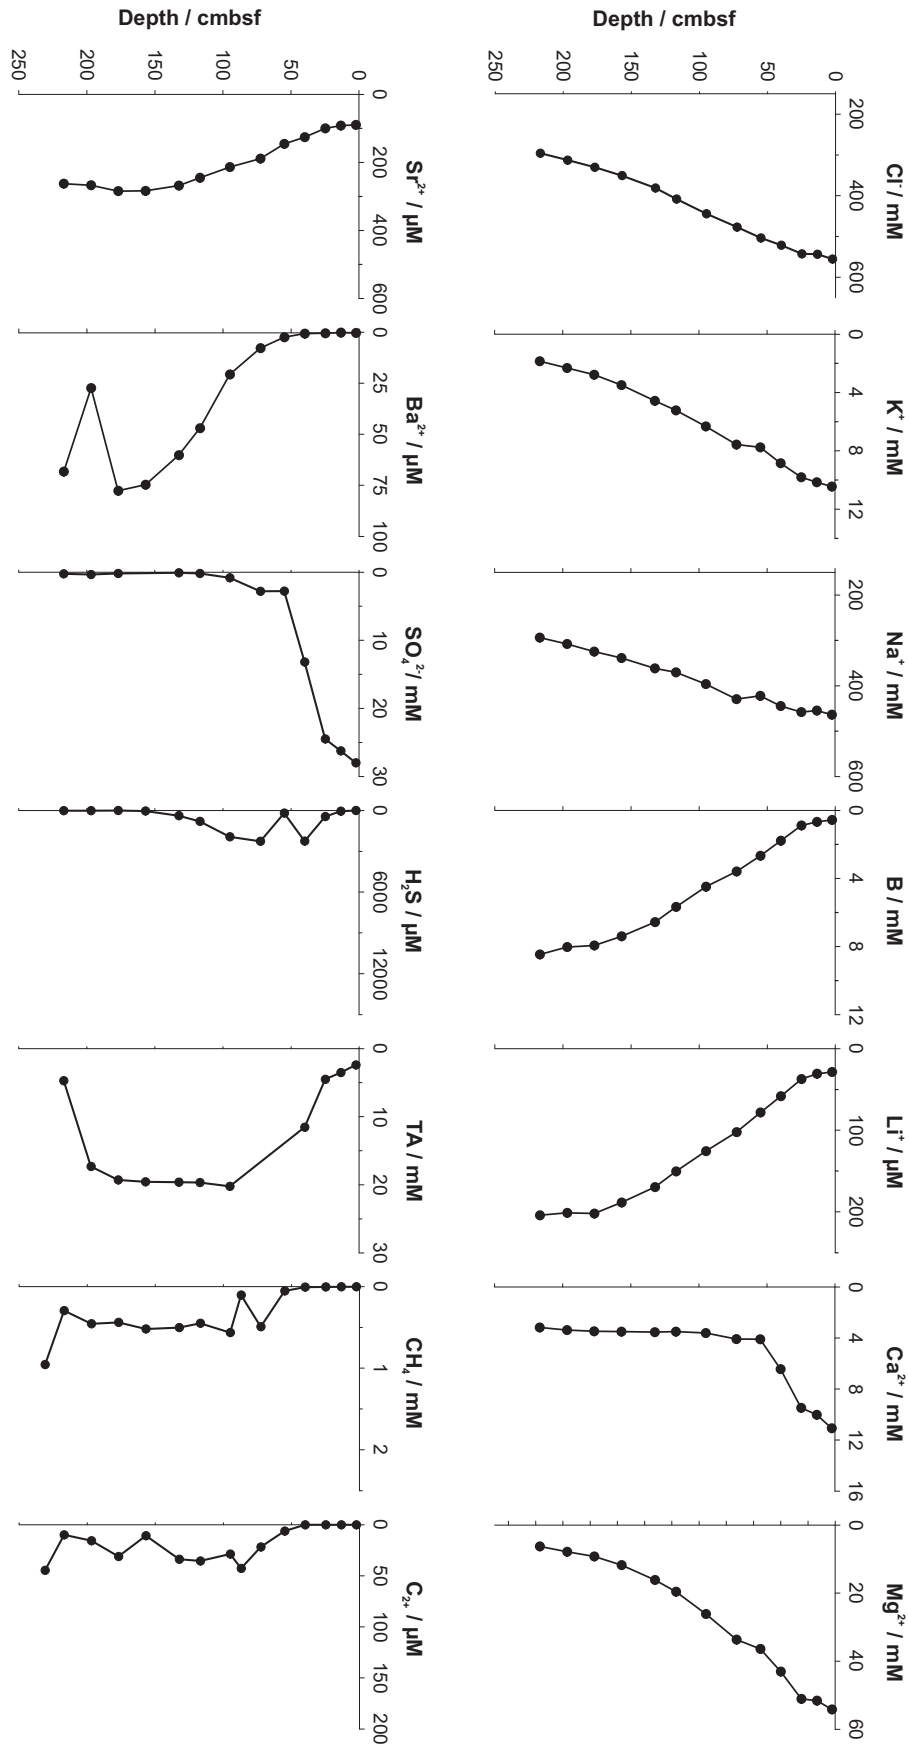 Cl⁻ / mM K⁺ / mM Na⁺ / mM B / mM Li⁺ / µM Ca²⁺ / mM Mg²⁺ / mM
200 400 600 0 4 8 12 200 400 600 0 4 8 12 0 100 200 0 4 8 12 16 0 20 40 60
0
50
100
150
200
250
Depth / cmbsf
Sr²⁺ / µM Ba²⁺ / µM SO₄²⁻/ mM H₂S / µM TA / mM CH₄ / mM C₂₊ / µM
0 200 400 600 0 25 50 75 100 0 10 20 30 0 6000 12000 0 10 20 30 0 1 2 0 50 100 150 200
0
50
100
150
200
250
Depth / cmbsf